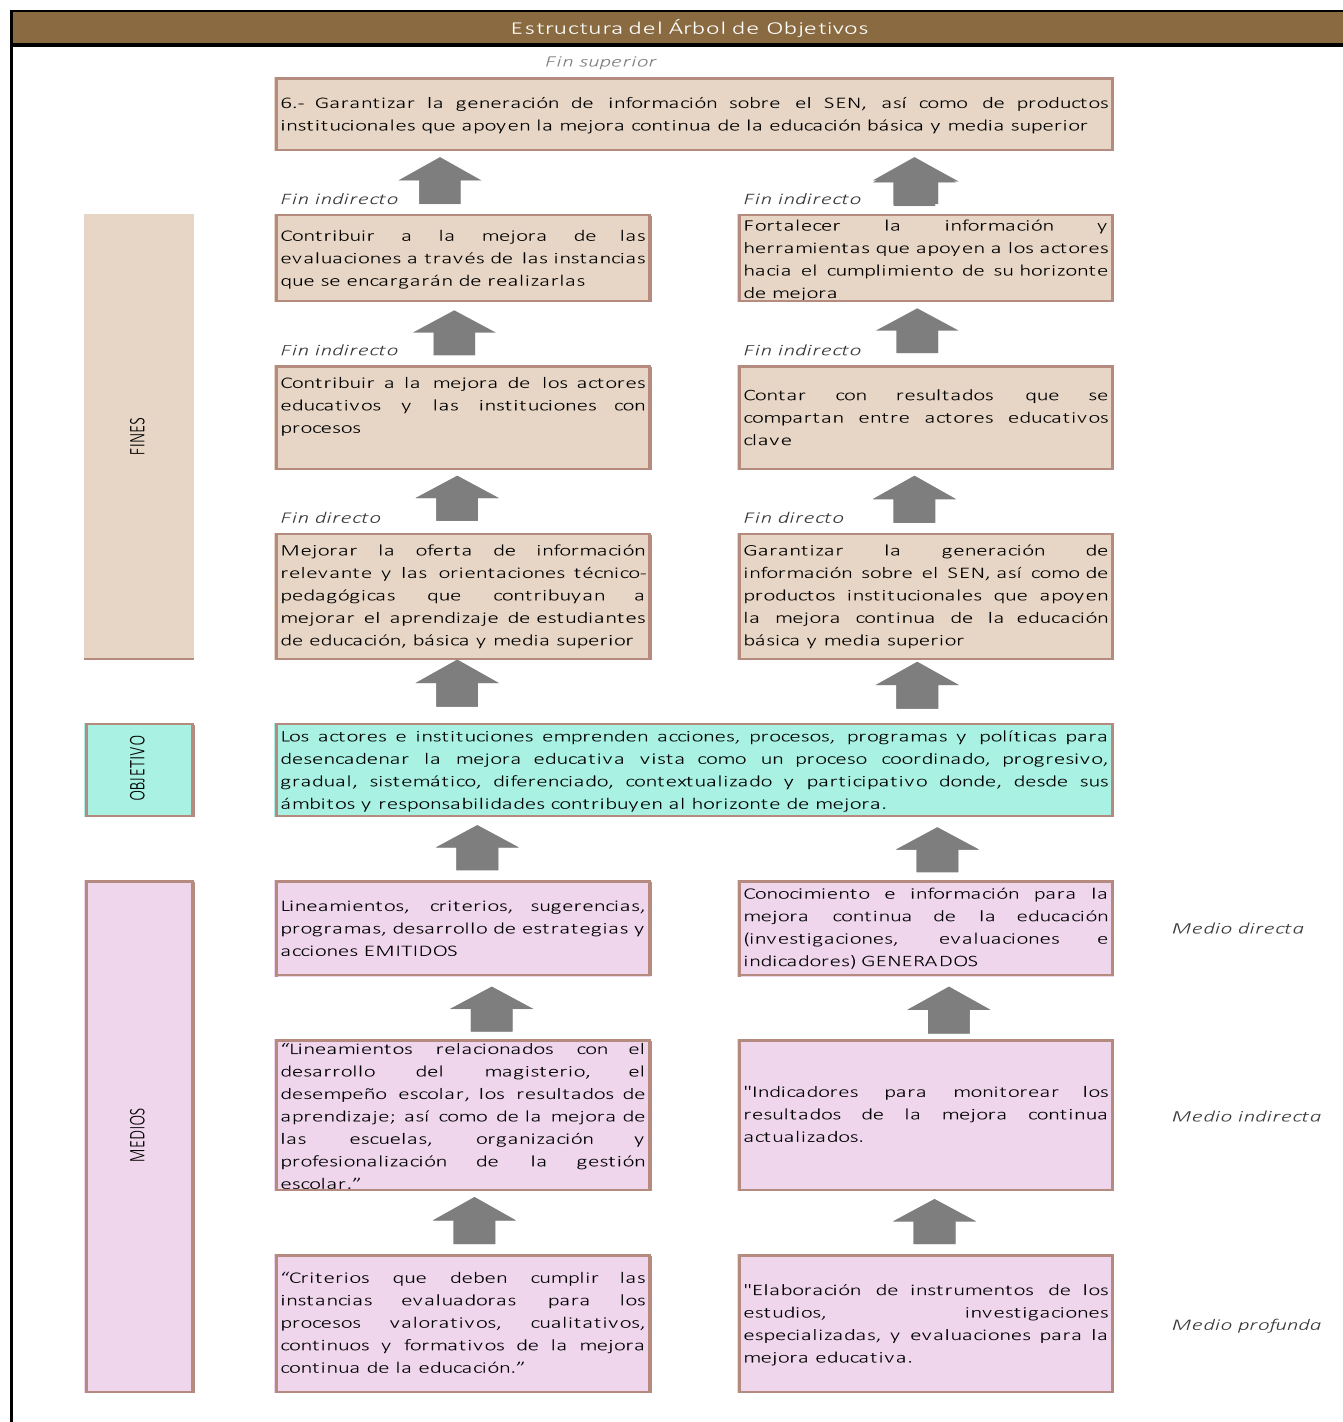 Estructura del Árbol de Objetivos
Fin superior
6.- Garantizar la generación de información sobre el SEN, así como de productos
institucionales que apoyen la mejora continua de la educación básica y media superior
Fin indirecto
Contribuir a la mejora de las
evaluaciones a través de las instancias
que se encargarán de realizarlas
Fin indirecto
Fortalecer la información y
herramientas que apoyen a los actores
hacia el cumplimiento de su horizonte
de mejora
FINES
Fin indirecto
Contribuir a la mejora de los actores
educativos y las instituciones con
procesos
Fin indirecto
Contar con resultados que se
compartan entre actores educativos
clave
Fin directo
Mejorar la oferta de información
relevante y las orientaciones técnico-
pedagógicas que contribuyan a
mejorar el aprendizaje de estudiantes
de educación, básica y media superior
Fin directo
Garantizar la generación de
información sobre el SEN, así como de
productos institucionales que apoyen
la mejora continua de la educación
básica y media superior
OBJETIVO
Los actores e instituciones emprenden acciones, procesos, programas y políticas para
desencadenar la mejora educativa vista como un proceso coordinado, progresivo,
gradual, sistemático, diferenciado, contextualizado y participativo donde, desde sus
ámbitos y responsabilidades contribuyen al horizonte de mejora.
MEDIOS
Lineamientos, criterios, sugerencias,
programas, desarrollo de estrategias y
acciones EMITIDOS
Conocimiento e información para la
mejora continua de la educación
(investigaciones, evaluaciones e
indicadores) GENERADOS
Medio directa
“Lineamientos relacionados con el
desarrollo del magisterio, el
desempeño escolar, los resultados de
aprendizaje; así como de la mejora de
las escuelas, organización y
profesionalización de la gestión
escolar.”
"Indicadores para monitorear los
resultados de la mejora continua
actualizados.
Medio indirecta
“Criterios que deben cumplir las
instancias evaluadoras para los
procesos valorativos, cualitativos,
continuos y formativos de la mejora
continua de la educación.”
"Elaboración de instrumentos de los
estudios, investigaciones
especializadas, y evaluaciones para la
mejora educativa.
Medio profunda